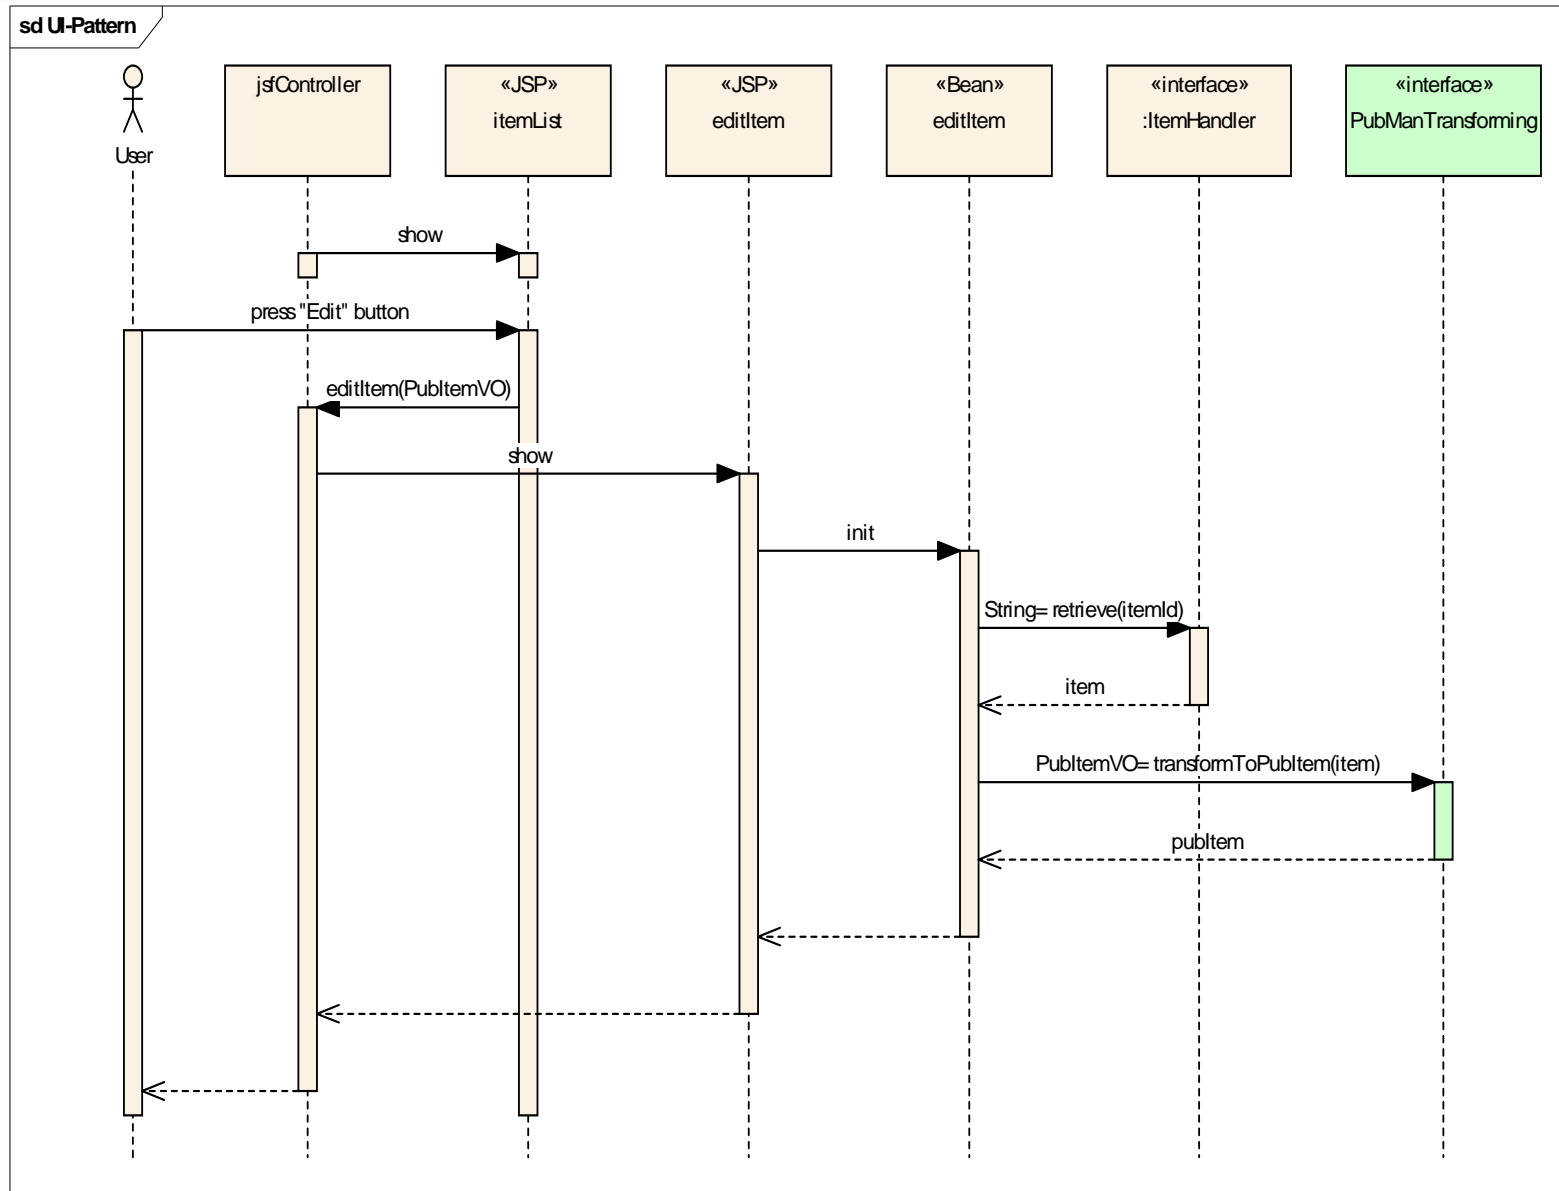 sd UI-Pattern
User
jsfController
«JSP»
itemList
«JSP»
editItem
«Bean»
editItem
«interface»
:ItemHandler
«interface»
PubManTransforming
show
press "Edit" button
editItem(PubItemVO)
show
init
String= retrieve(itemId)
item
PubItemVO= transformToPubItem(item)
pubItem